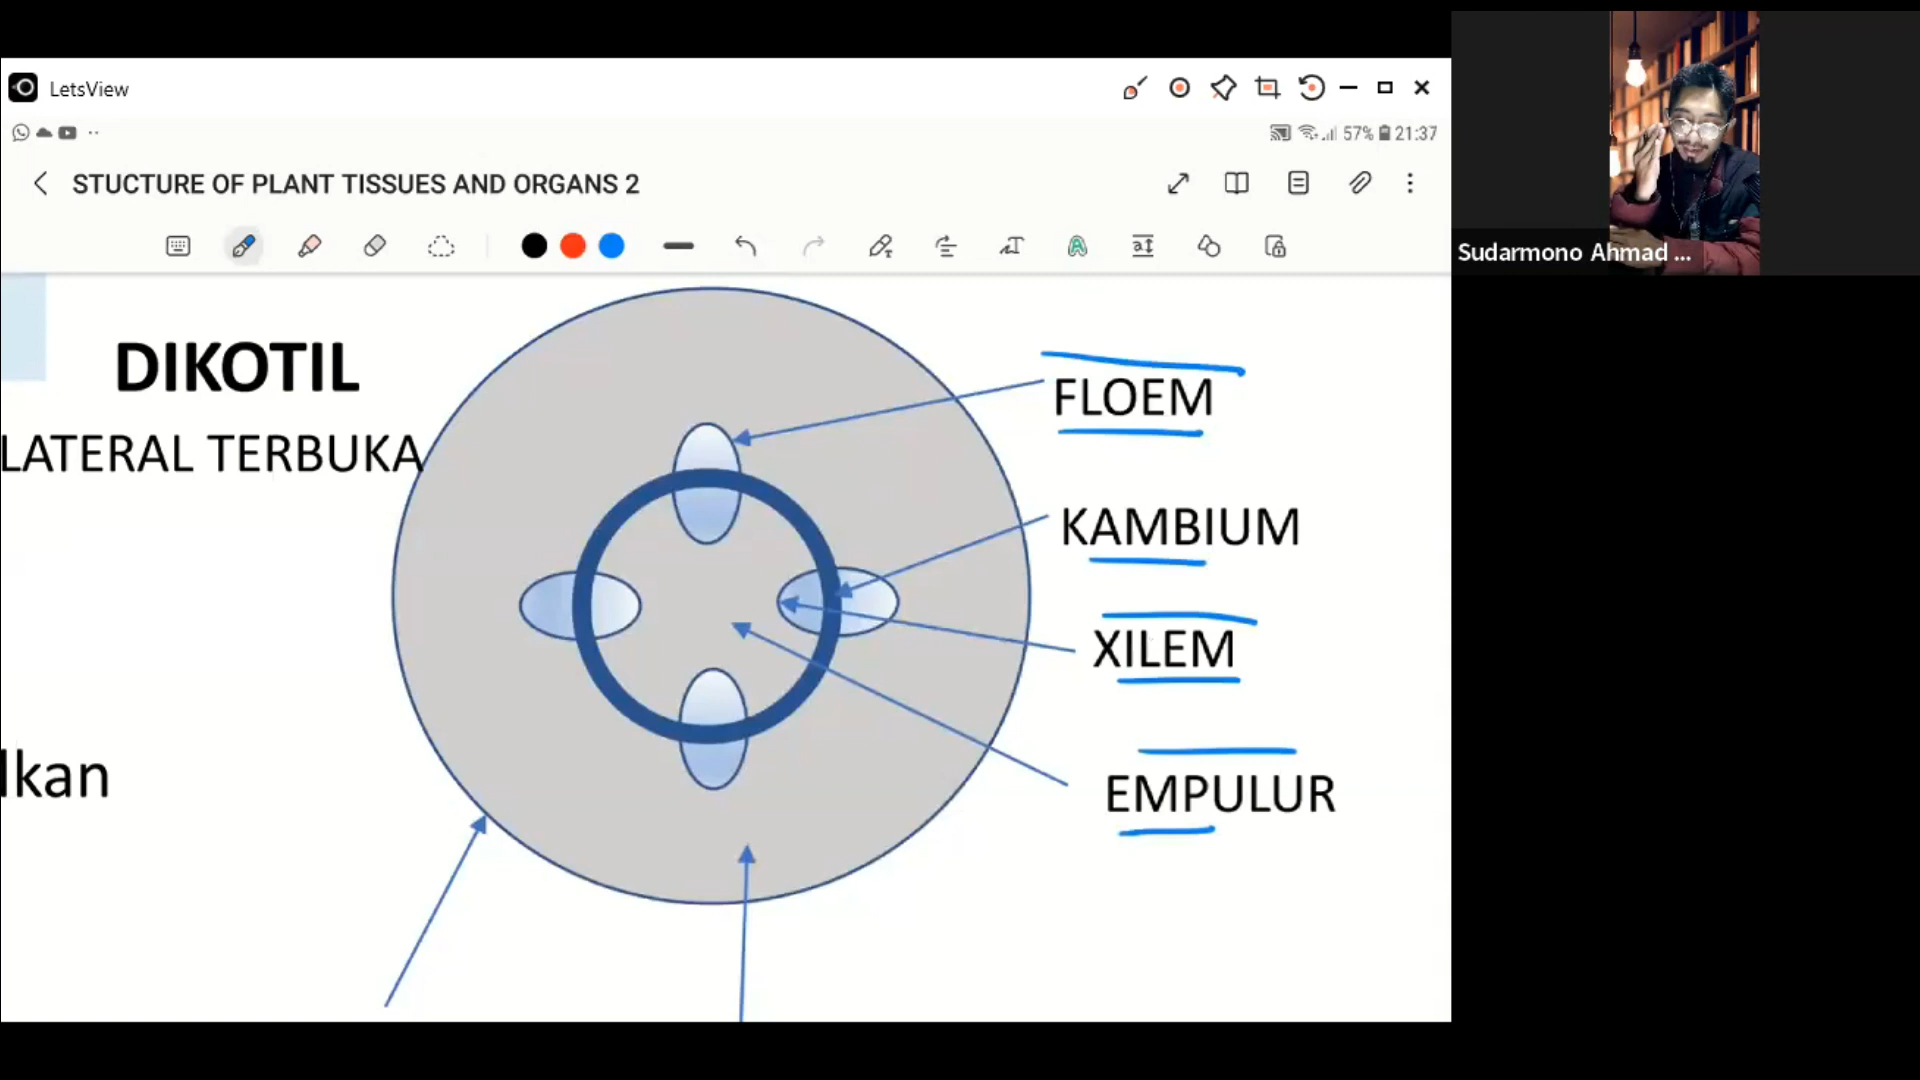 LetsView
57% 21:37
STUCTURE OF PLANT TISSUES AND ORGANS 2
Sudarmono Ahmad ...
DIKOTIL
LATERAL TERBUKA
lkan
FLOEM
KAMBIUM
XILEM
EMPULUR